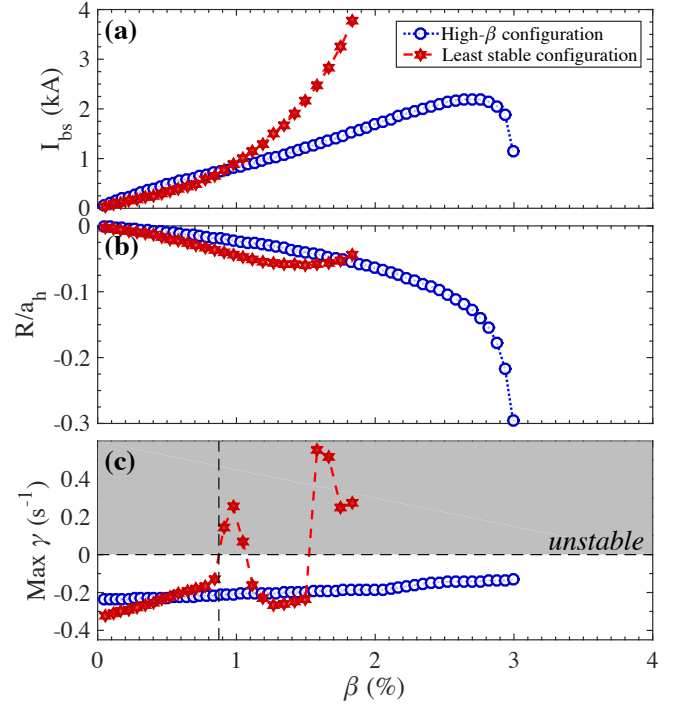 (a)
High-β configuration
Least stable configuration
I_bs (kA)
4
3
2
1
0
(b)
R/a_h
0
-0.1
-0.2
-0.3
(c)
Max γ (s⁻¹)
0.4
0.2
0
-0.2
-0.4
unstable
0 1 2 3 4
β (%)